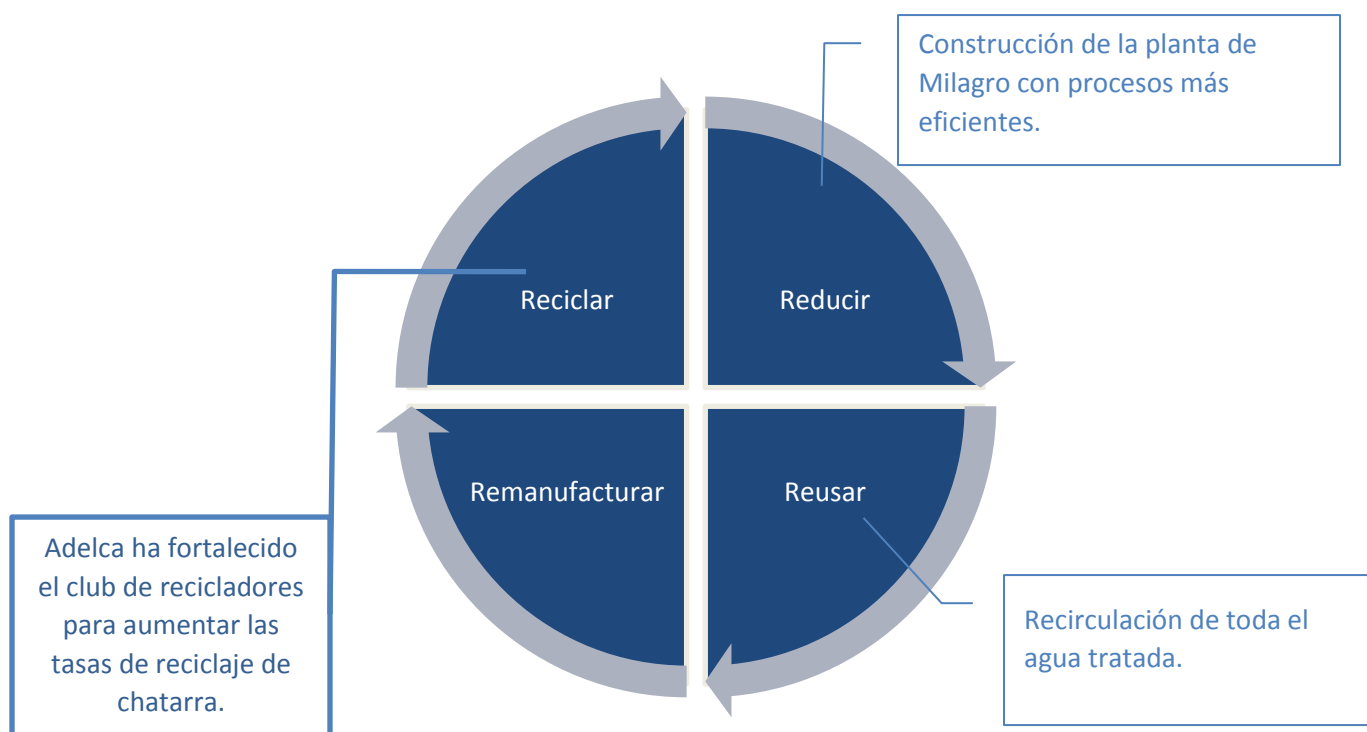 Construcción de la planta de
Milagro con procesos más
eficientes.
Reciclar
Reducir
Remanufacturar
Reusar
Adelca ha fortalecido
el club de recicladores
para aumentar las
tasas de reciclaje de
chatarra.
Recirculación de toda el
agua tratada.